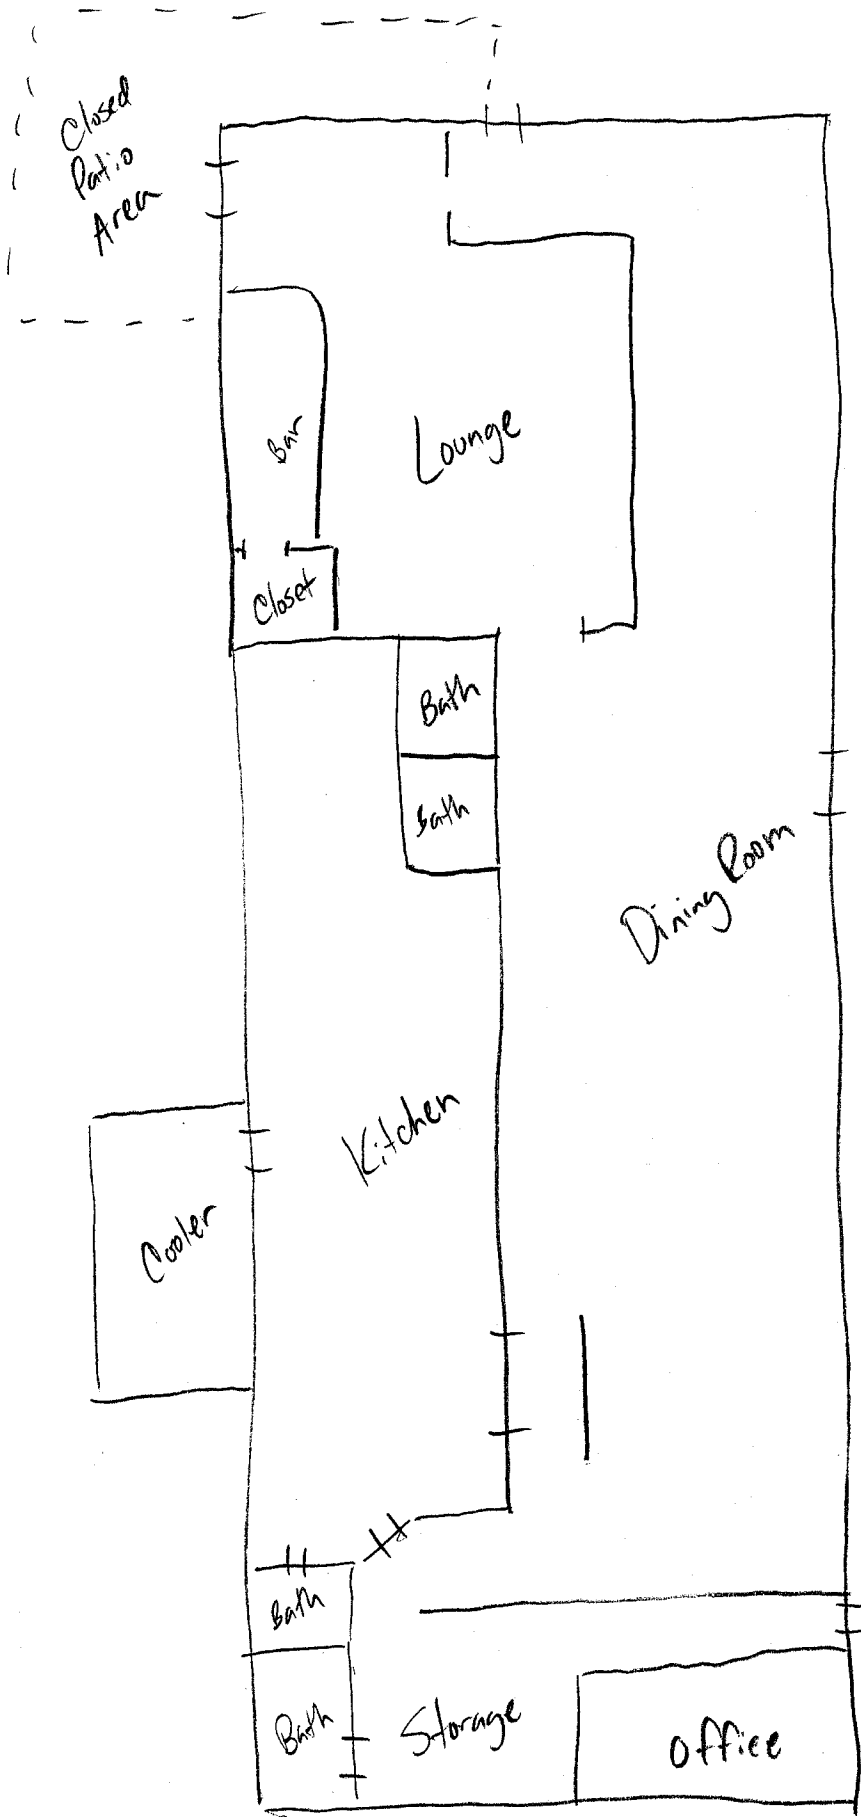 Closed
Patio
Area
Bar
Lounge
Closet
Bath
Bath
Dining Room
Kitchen
Cooler
Bath
Bath
Storage
Office